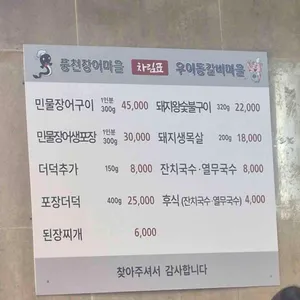 풍천장어마을 차림표 우이동갈비마을
민물장어구이 1인분 300g 45,000 돼지왕숯불구이 320g 22,000
민물장어생포장 1인분 300g 30,000 돼지생목살 200g 18,000
더덕추가 150g 8,000 잔치국수·열무국수 8,000
포장더덕 400g 25,000 후식 (잔치국수·열무국수) 4,000
된장찌개 6,000
찾아주셔서 감사합니다